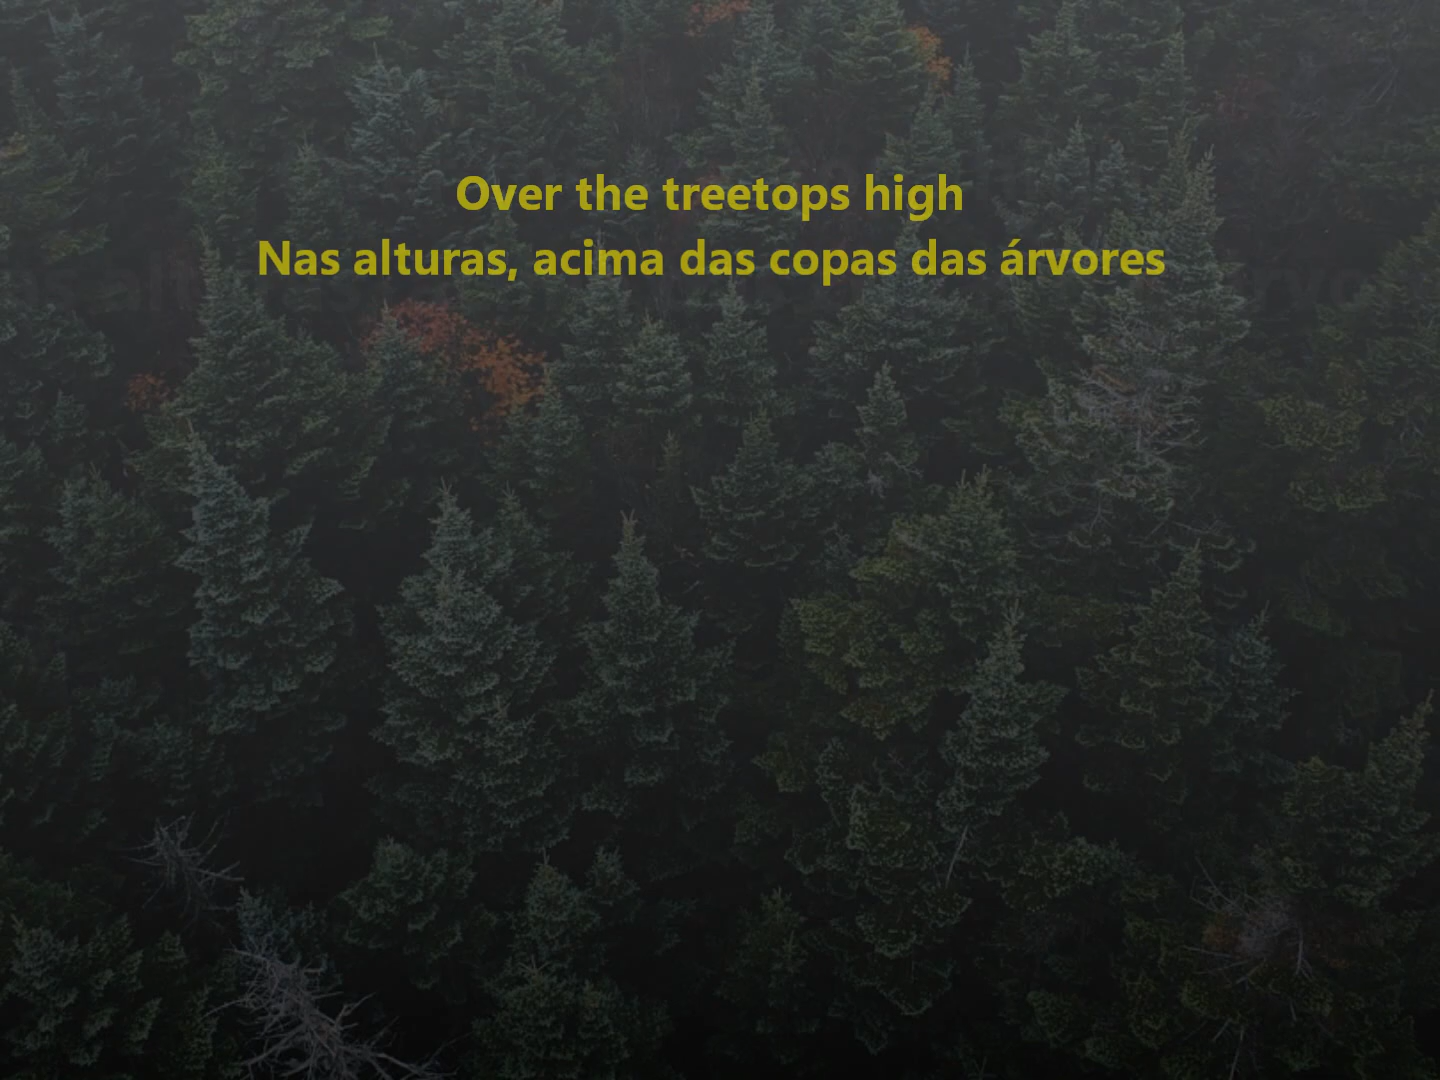 Over the treetops high
Nas alturas, acima das copas das árvores